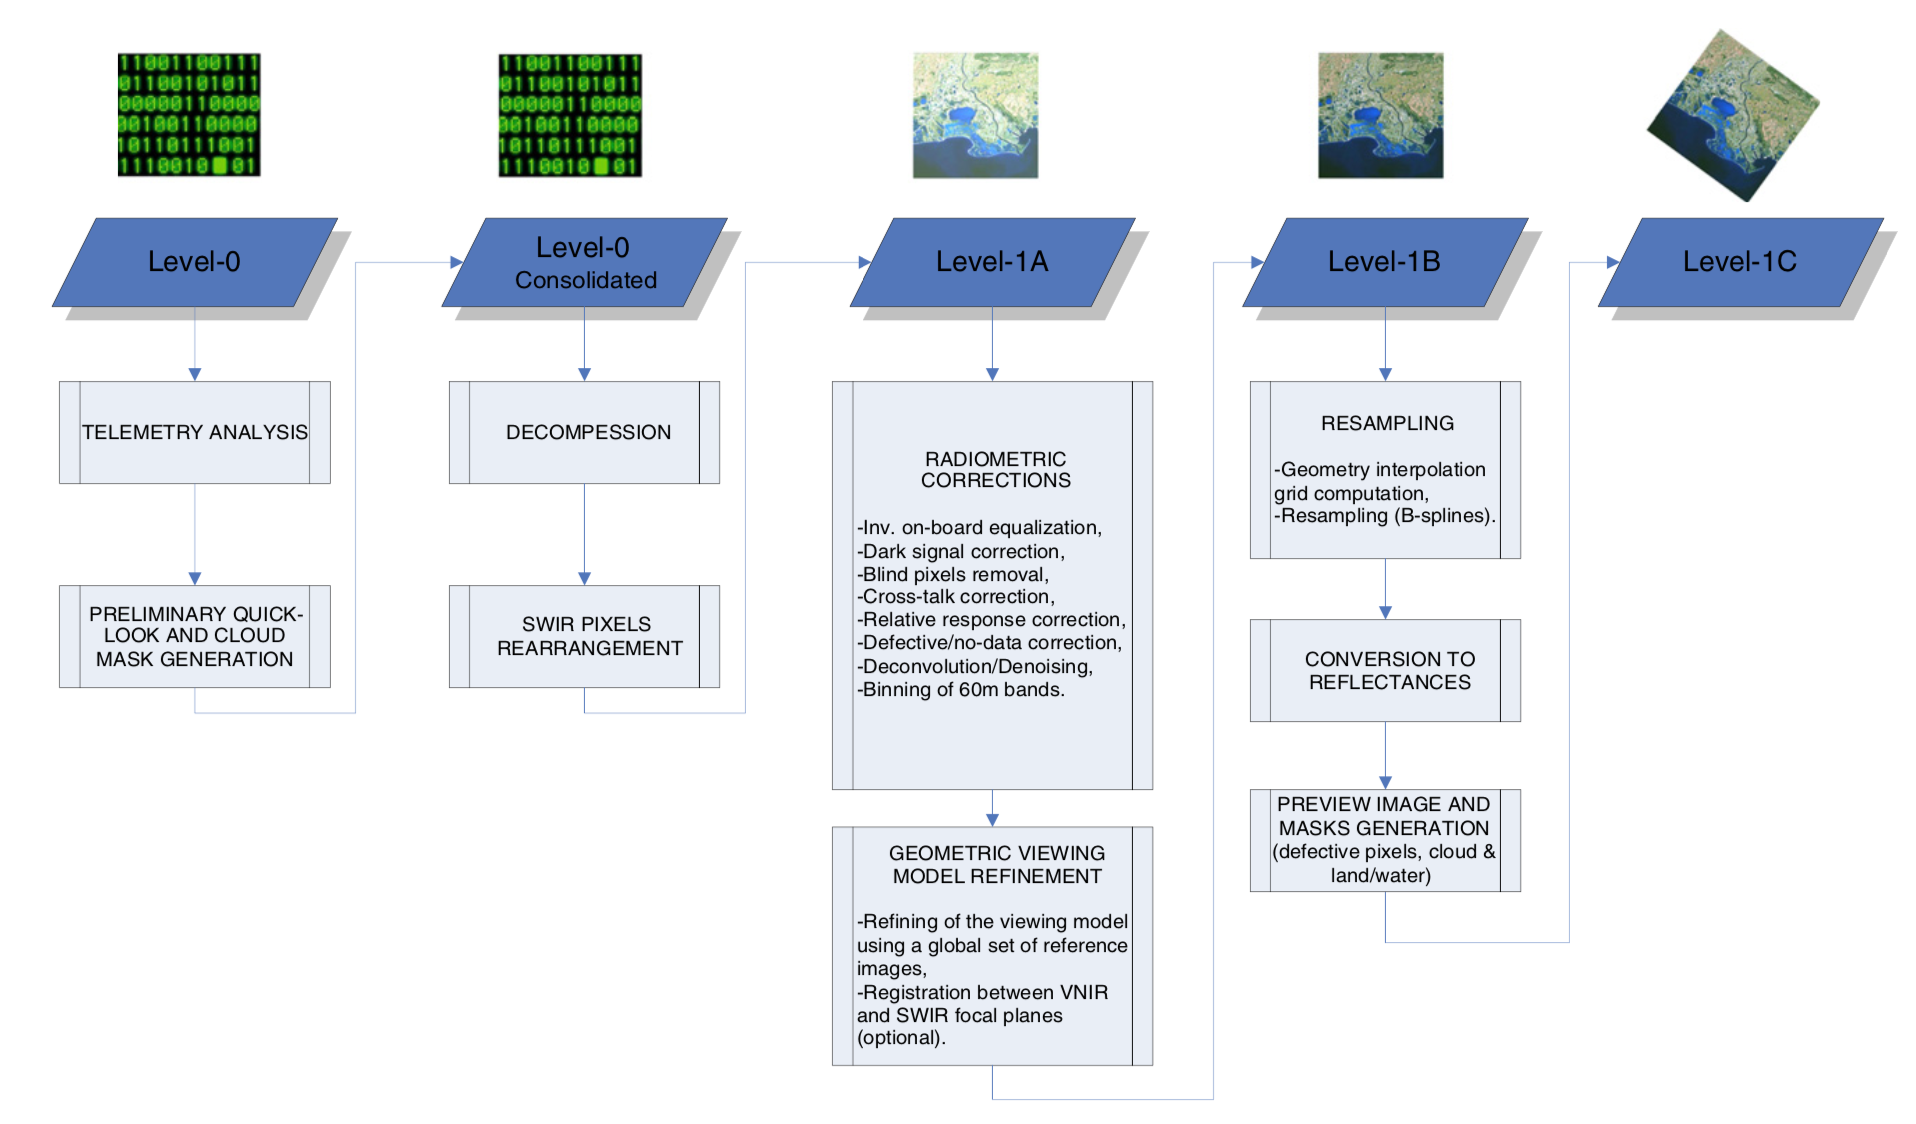 11001100111
01100101011
00000110000
00100110000
10110111001
1110010 01
11001100111
01100101011
00000110000
00100110000
10110111001
1110010 01
Level-0
Level-0
Consolidated
Level-1A
Level-1B
Level-1C
TELEMETRY ANALYSIS
PRELIMINARY QUICK-
LOOK AND CLOUD
MASK GENERATION
DECOMPESSION
SWIR PIXELS
REARRANGEMENT
RADIOMETRIC
CORRECTIONS
-Inv. on-board equalization,
-Dark signal correction,
-Blind pixels removal,
-Cross-talk correction,
-Relative response correction,
-Defective/no-data correction,
-Deconvolution/Denoising,
-Binning of 60m bands.
GEOMETRIC VIEWING
MODEL REFINEMENT
-Refining of the viewing model
using a global set of reference
images,
-Registration between VNIR
and SWIR focal planes
(optional).
RESAMPLING
-Geometry interpolation
grid computation,
-Resampling (B-splines).
CONVERSION TO
REFLECTANCES
PREVIEW IMAGE AND
MASKS GENERATION
(defective pixels, cloud &
land/water)